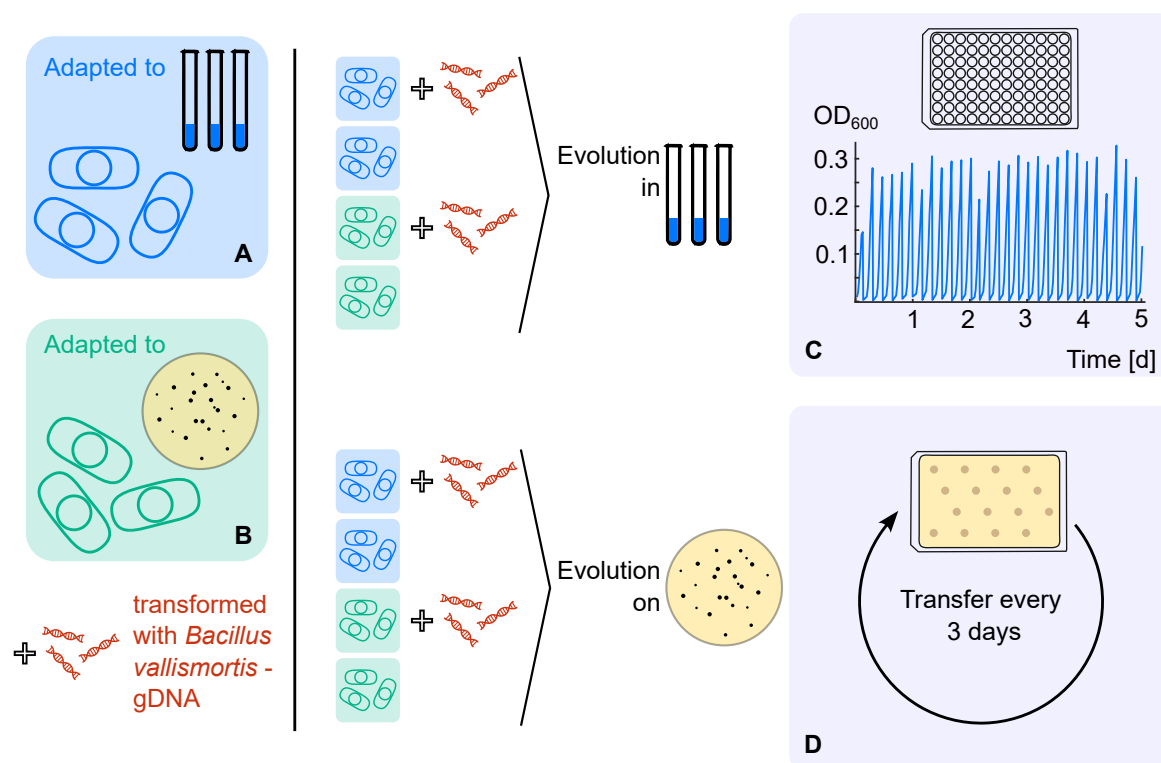 Adapted to
A
Adapted to
B
transformed
with Bacillus
vallismortis -
gDNA
Evolution
in
Evolution
on
OD600
0.3
0.2
0.1
1 2 3 4 5
C
Time [d]
Transfer every
3 days
D